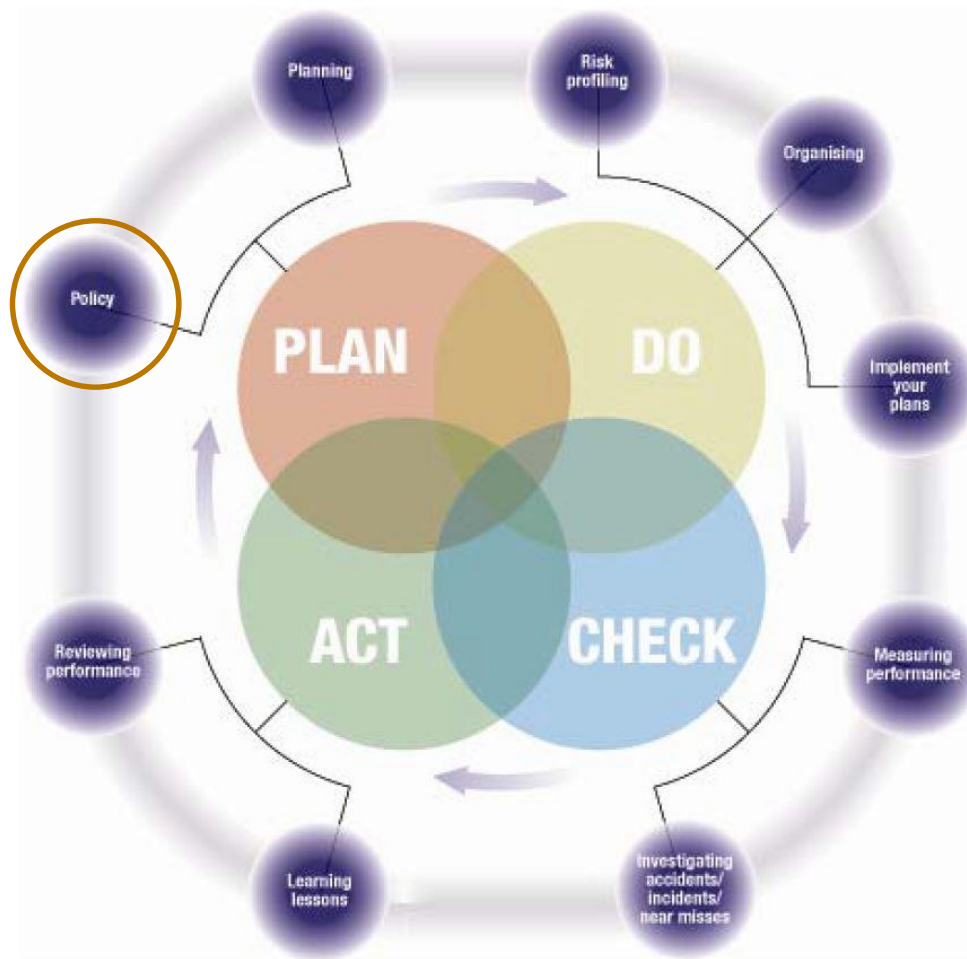 Planning
Risk
profiling
Organising
Policy
PLAN
DO
Implement
your
plans
ACT
CHECK
Reviewing
performance
Measuring
performance
Learning
lessons
Investigating
accidents/
incidents/
near misses